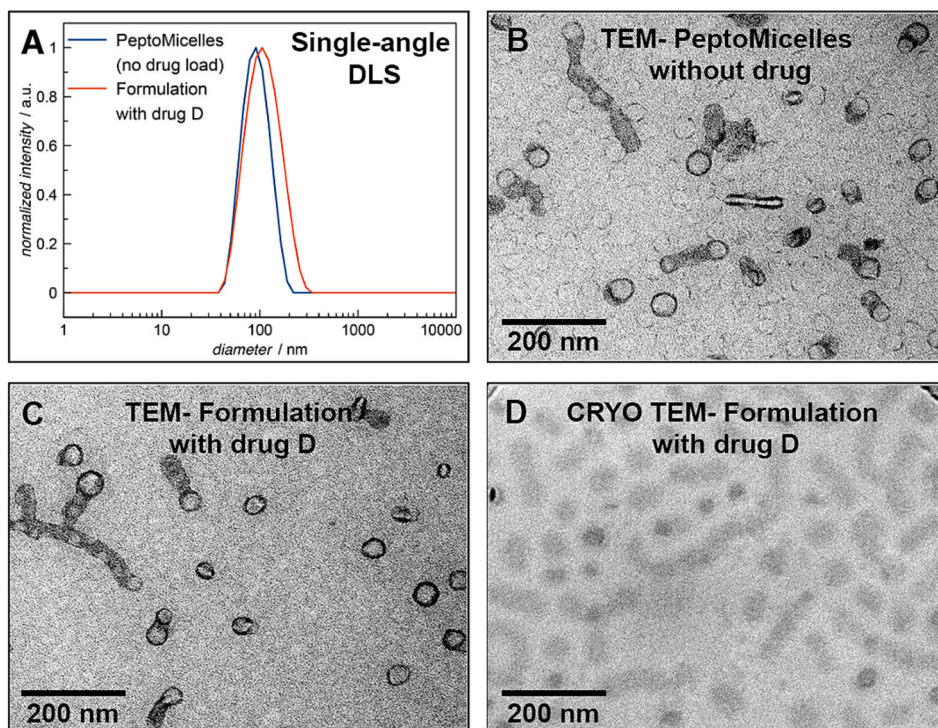 A
PeptoMicelles
(no drug load)
Formulation
with drug D
Single-angle
DLS
normalized intensity / a.u.
1
0.8
0.6
0.4
0.2
0
1
10
100
1000
10000
diameter / nm
B
TEM- PeptoMicelles
without drug
200 nm
C
TEM- Formulation
with drug D
200 nm
D
CRYO TEM- Formulation
with drug D
200 nm